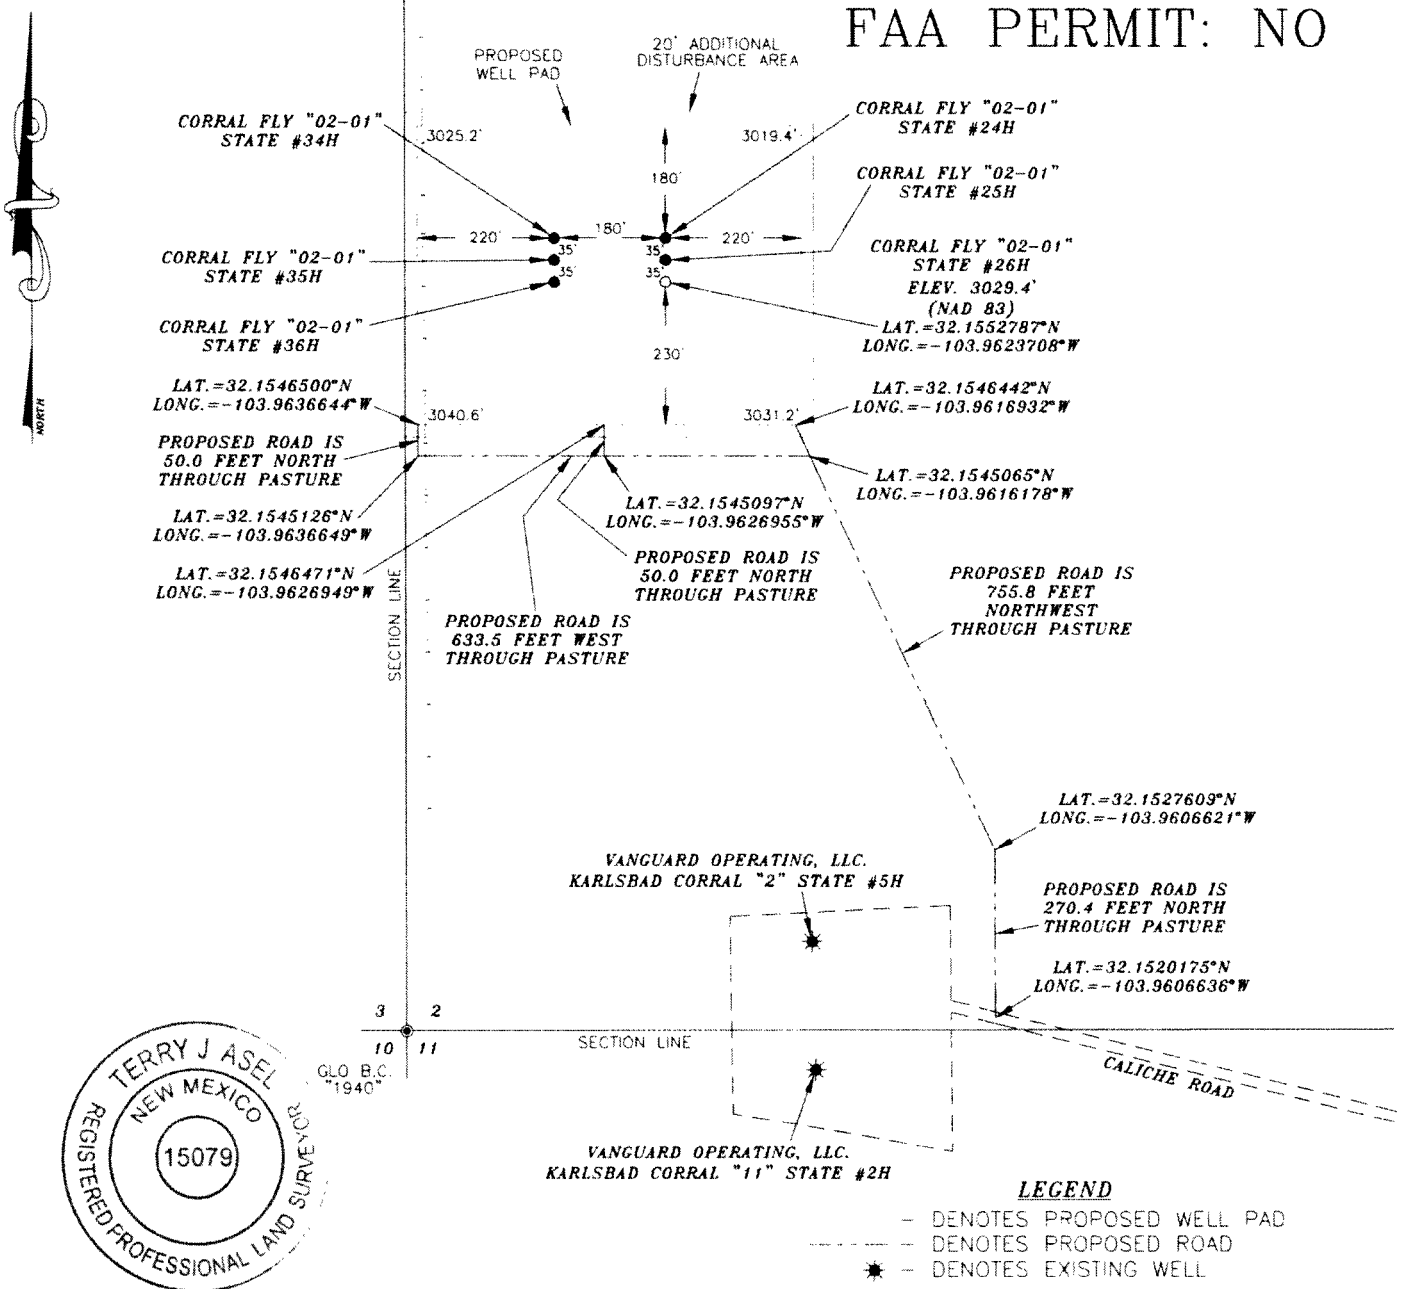 FAA PERMIT: NO
PROPOSED
WELL PAD
20' ADDITIONAL
DISTURBANCE AREA
CORRAL FLY "02-01"
STATE #34H
3025.2'
3019.4'
CORRAL FLY "02-01"
STATE #24H
180'
CORRAL FLY "02-01"
STATE #25H
220'
180'
220'
35'
35'
CORRAL FLY "02-01"
STATE #35H
35'
35'
CORRAL FLY "02-01"
STATE #26H
ELEV. 3029.4'
(NAD 83)
LAT.=32.1552787°N
LONG.=-103.9623708°W
CORRAL FLY "02-01"
STATE #36H
230'
LAT.=32.1546500°N
LONG.=-103.9636644°W
3040.6'
3031.2'
LAT.=32.1546442°N
LONG.=-103.9616932°W
PROPOSED ROAD IS
50.0 FEET NORTH
THROUGH PASTURE
LAT.=32.1545065°N
LONG.=-103.9616178°W
LAT.=32.1545097°N
LONG.=-103.9626955°W
LAT.=32.1545126°N
LONG.=-103.9636649°W
PROPOSED ROAD IS
50.0 FEET NORTH
THROUGH PASTURE
LAT.=32.1546471°N
LONG.=-103.9626949°W
PROPOSED ROAD IS
755.8 FEET
NORTHWEST
THROUGH PASTURE
PROPOSED ROAD IS
633.5 FEET WEST
THROUGH PASTURE
SECTION LINE
NORTH
LAT.=32.1527609°N
LONG.=-103.9606621°W
VANGUARD OPERATING, LLC.
KARLSBAD CORRAL "2" STATE #5H
PROPOSED ROAD IS
270.4 FEET NORTH
THROUGH PASTURE
LAT.=32.1520175°N
LONG.=-103.9606636°W
3 2
10 11
SECTION LINE
GLO B.C.
"1940"
CALICHE ROAD
TERRY J ASEL
NEW MEXICO
15079
REGISTERED PROFESSIONAL LAND SURVEYOR
VANGUARD OPERATING, LLC.
KARLSBAD CORRAL "11" STATE #2H
LEGEND
- DENOTES PROPOSED WELL PAD
- DENOTES PROPOSED ROAD
- DENOTES EXISTING WELL